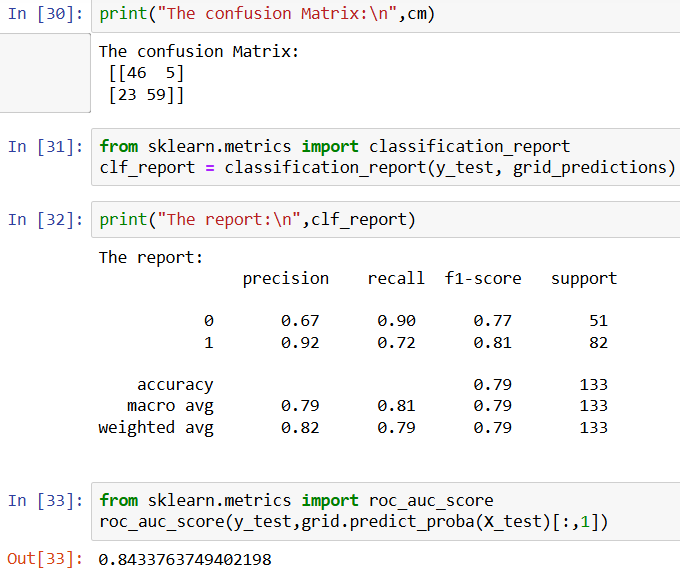 In [30]: print("The confusion Matrix:\n",cm)
The confusion Matrix:
[[46  5]
[23 59]]
In [31]: from sklearn.metrics import classification_report
clf_report = classification_report(y_test, grid_predictions)
In [32]: print("The report:\n",clf_report)
The report:
precision    recall  f1-score   support
0       0.67      0.90      0.77        51
1       0.92      0.72      0.81        82
accuracy                           0.79       133
macro avg       0.79      0.81      0.79       133
weighted avg       0.82      0.79      0.79       133
In [33]: from sklearn.metrics import roc_auc_score
roc_auc_score(y_test,grid.predict_proba(X_test)[:,1])
Out[33]: 0.8433763749402198